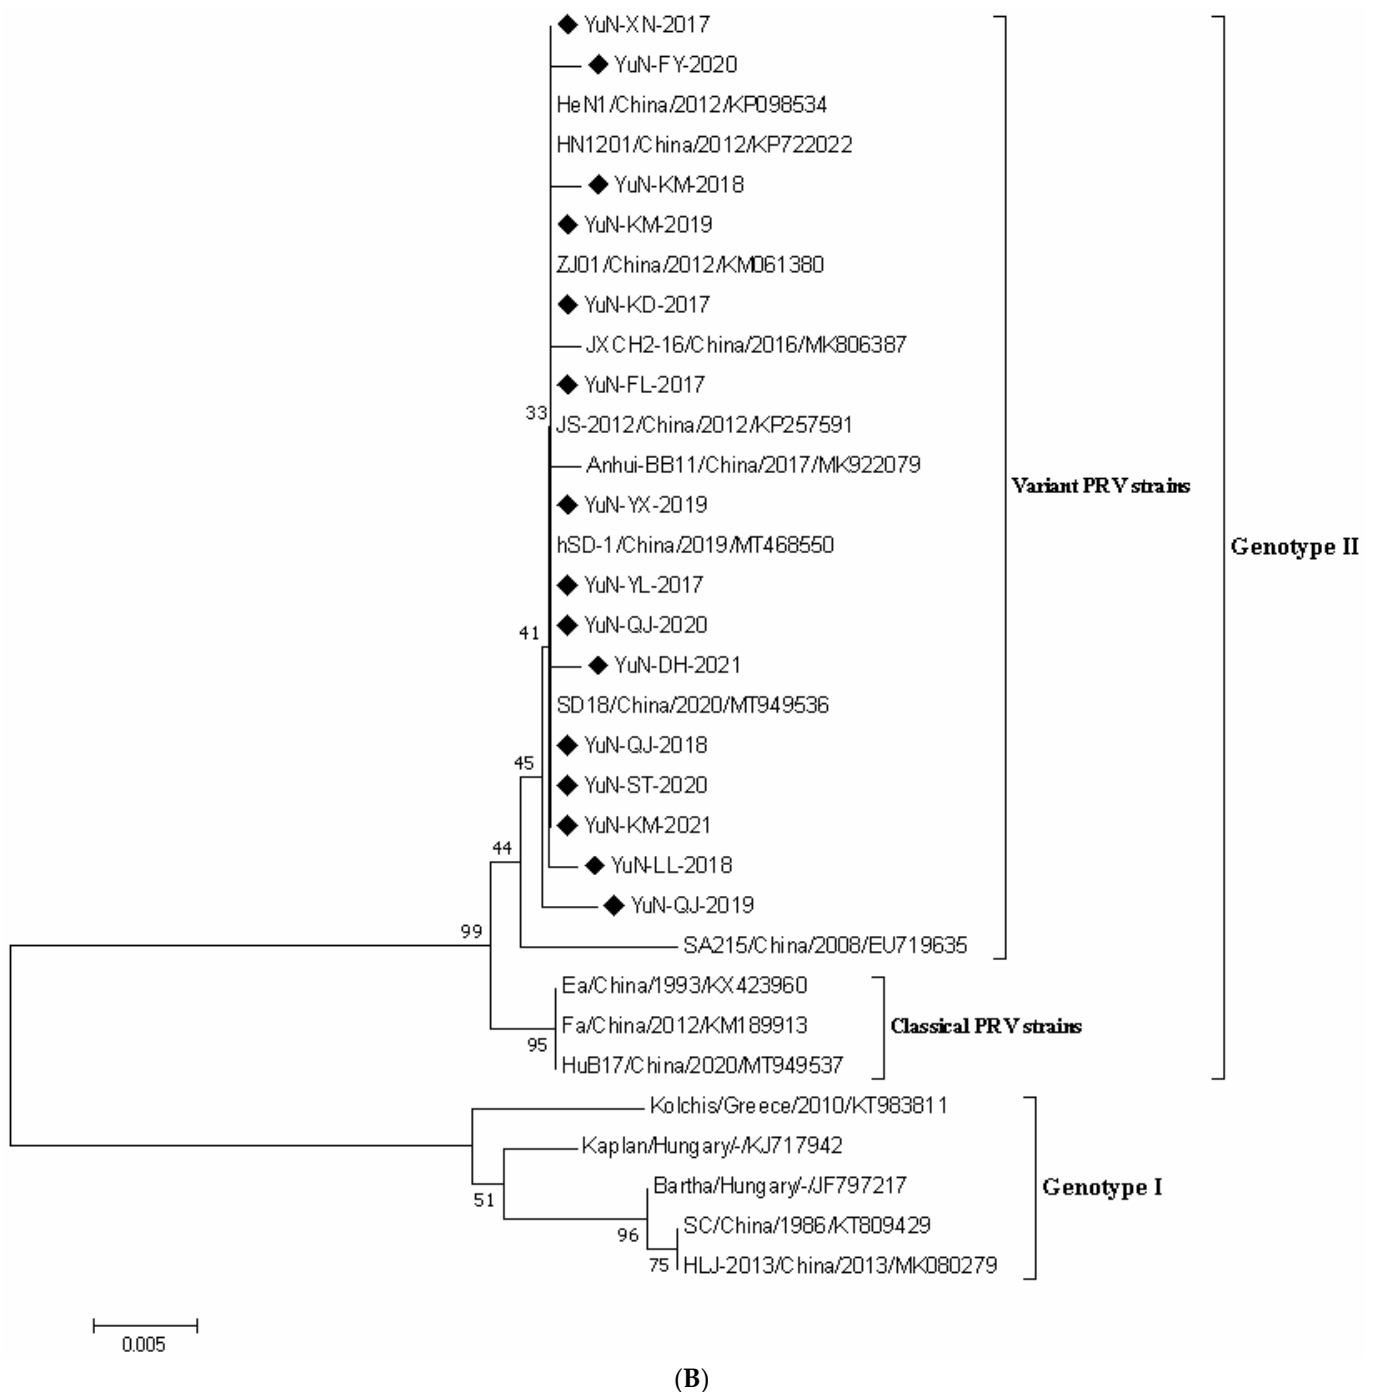 YuN-XN-2017
YuN-FY-2020
HeN1/China/2012/KP098534
HN1201/China/2012/KP722022
YuN-KM-2018
YuN-KM-2019
ZJ01/China/2012/KM061380
YuN-KD-2017
JXCH2-16/China/2016/MK806387
YuN-FL-2017
33
JS-2012/China/2012/KP257591
Anhui-BB11/China/2017/MK922079
Variant PRV strains
YuN-YX-2019
hSD-1/China/2019/MT468550
Genotype II
YuN-YL-2017
YuN-QJ-2020
41
YuN-DH-2021
SD18/China/2020/MT949536
YuN-QJ-2018
45
YuN-ST-2020
YuN-KM-2021
44
YuN-LL-2018
YuN-QJ-2019
99
SA215/China/2008/EU719635
Ea/China/1993/KX423960
Fa/China/2012/KM189913
Classical PRV strains
95
HuB17/China/2020/MT949537
Kolchis/Greece/2010/KT983811
Kaplan/Hungary/-/KJ717942
Bartha/Hungary/-/JF797217
Genotype I
51
SC/China/1986/KT809429
96
75
HLJ-2013/China/2013/MK080279
0.005
(B)